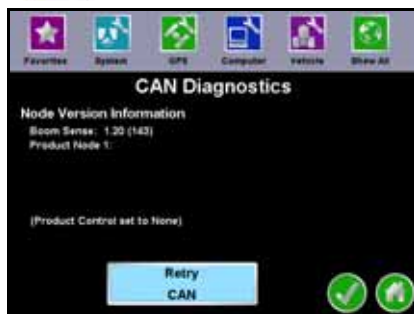 Favorites System GPS Computer Vehicle Show All
CAN Diagnostics
Node Version Information
Boom Sense: 1.20 (143)
Product Node 1:
(Product Control set to None)
Retry
CAN